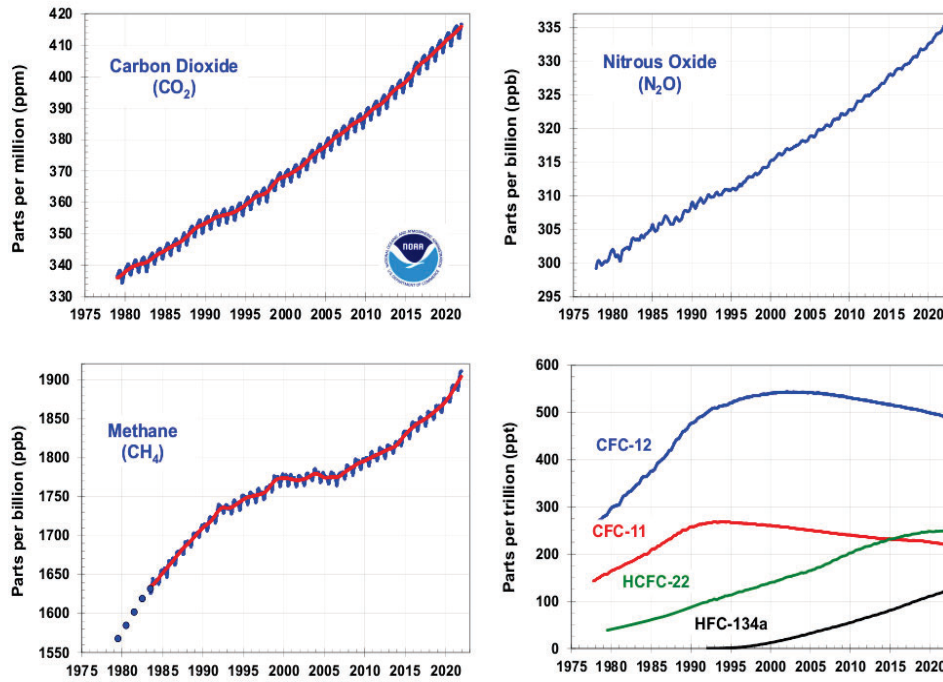 420
410
400
390
380
370
360
350
340
330
Parts per million (ppm)
Carbon Dioxide
(CO₂)
NOAA
1975 1980 1985 1990 1995 2000 2005 2010 2015 2020
335
330
325
320
315
310
305
300
295
Parts per billion (ppb)
Nitrous Oxide
(N₂O)
1975 1980 1985 1990 1995 2000 2005 2010 2015 2020
1900
1850
1800
1750
1700
1650
1600
1550
Parts per billion (ppb)
Methane
(CH₄)
1975 1980 1985 1990 1995 2000 2005 2010 2015 2020
600
500
400
300
200
100
0
Parts per trillion (ppt)
CFC-12
CFC-11
HCFC-22
HFC-134a
1975 1980 1985 1990 1995 2000 2005 2010 2015 2020